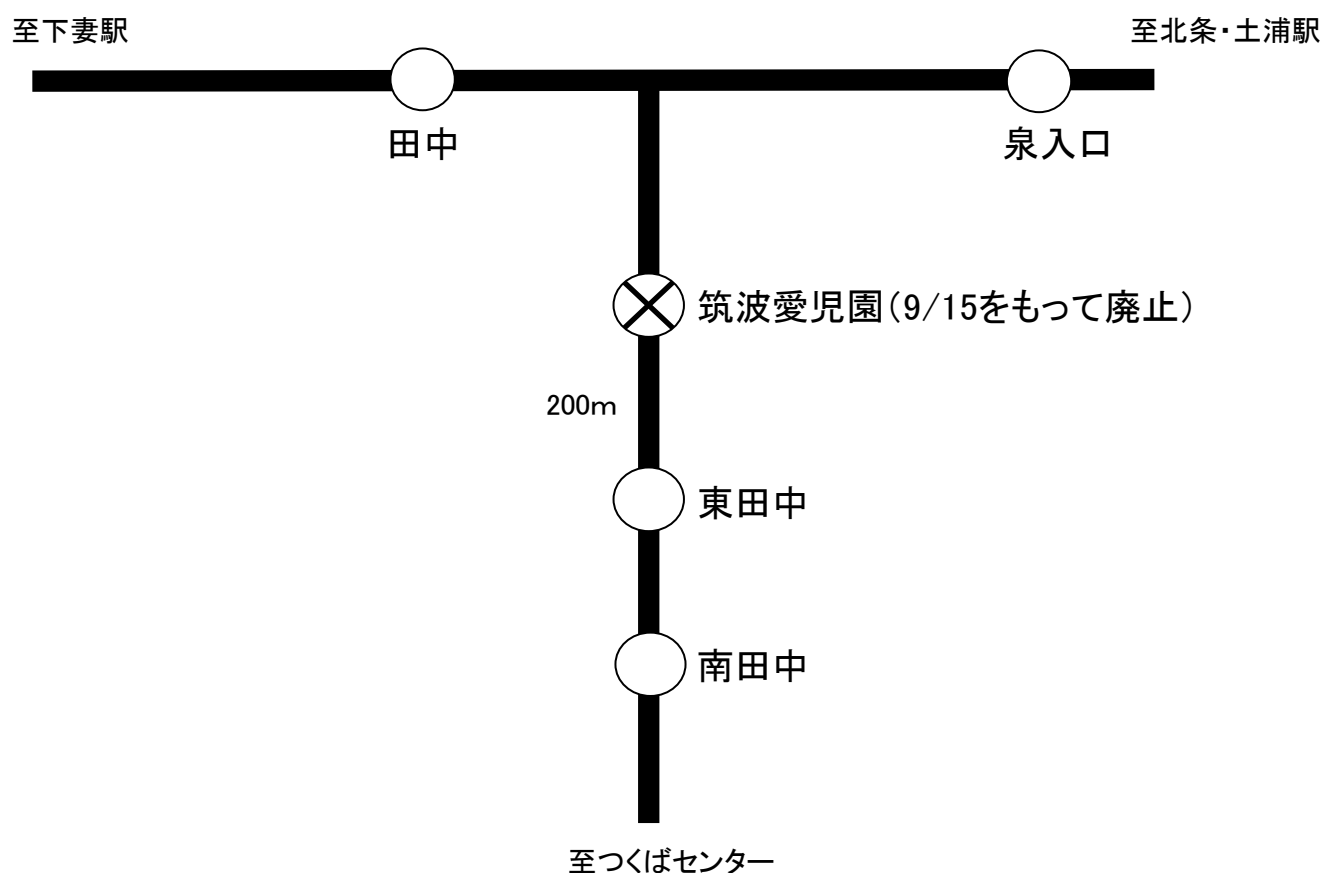 至下妻駅
至北条・土浦駅
田中
泉入口
筑波愛児園（9/15をもって廃止）
200m
東田中
南田中
至つくばセンター